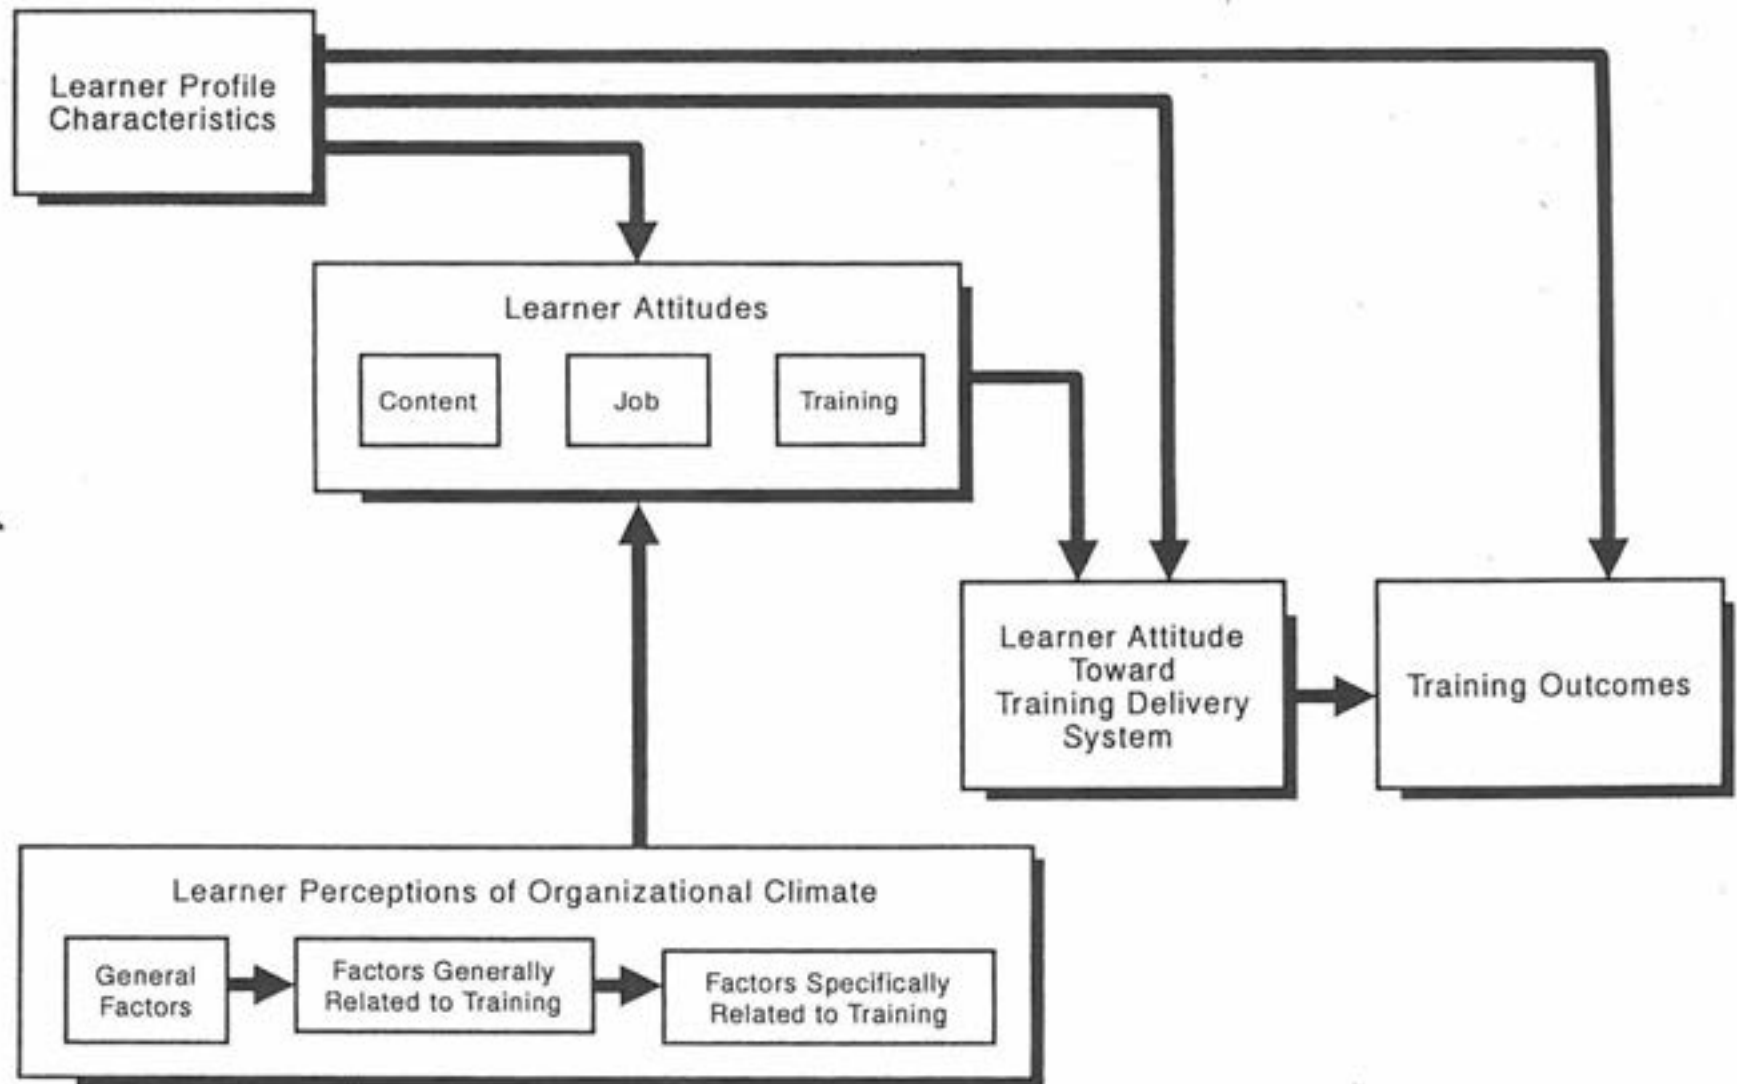 Learner Profile
Characteristics
Learner Attitudes
Content
Job
Training
Learner Attitude
Toward
Training Delivery
System
Training Outcomes
Learner Perceptions of Organizational Climate
General
Factors
Factors Generally
Related to Training
Factors Specifically
Related to Training